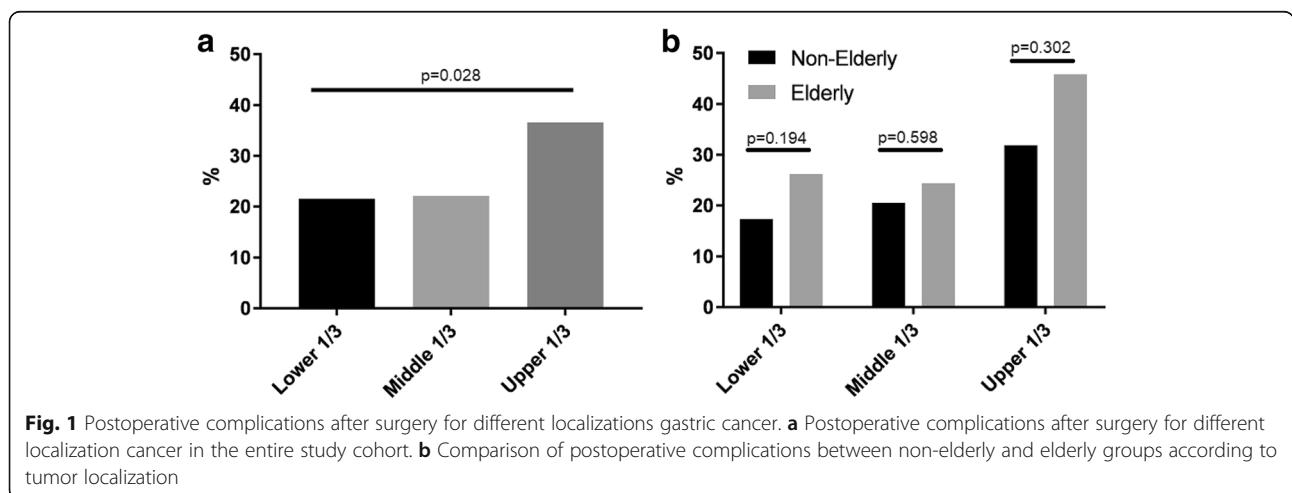 a
50
40
30
20
10
0
%
p=0.028
Lower 1/3
Middle 1/3
Upper 1/3
b
50
40
30
20
10
0
%
Non-Elderly
Elderly
p=0.194
p=0.598
p=0.302
Lower 1/3
Middle 1/3
Upper 1/3
Fig. 1 Postoperative complications after surgery for different localizations gastric cancer. a Postoperative complications after surgery for different
localization cancer in the entire study cohort. b Comparison of postoperative complications between non-elderly and elderly groups according to
tumor localization